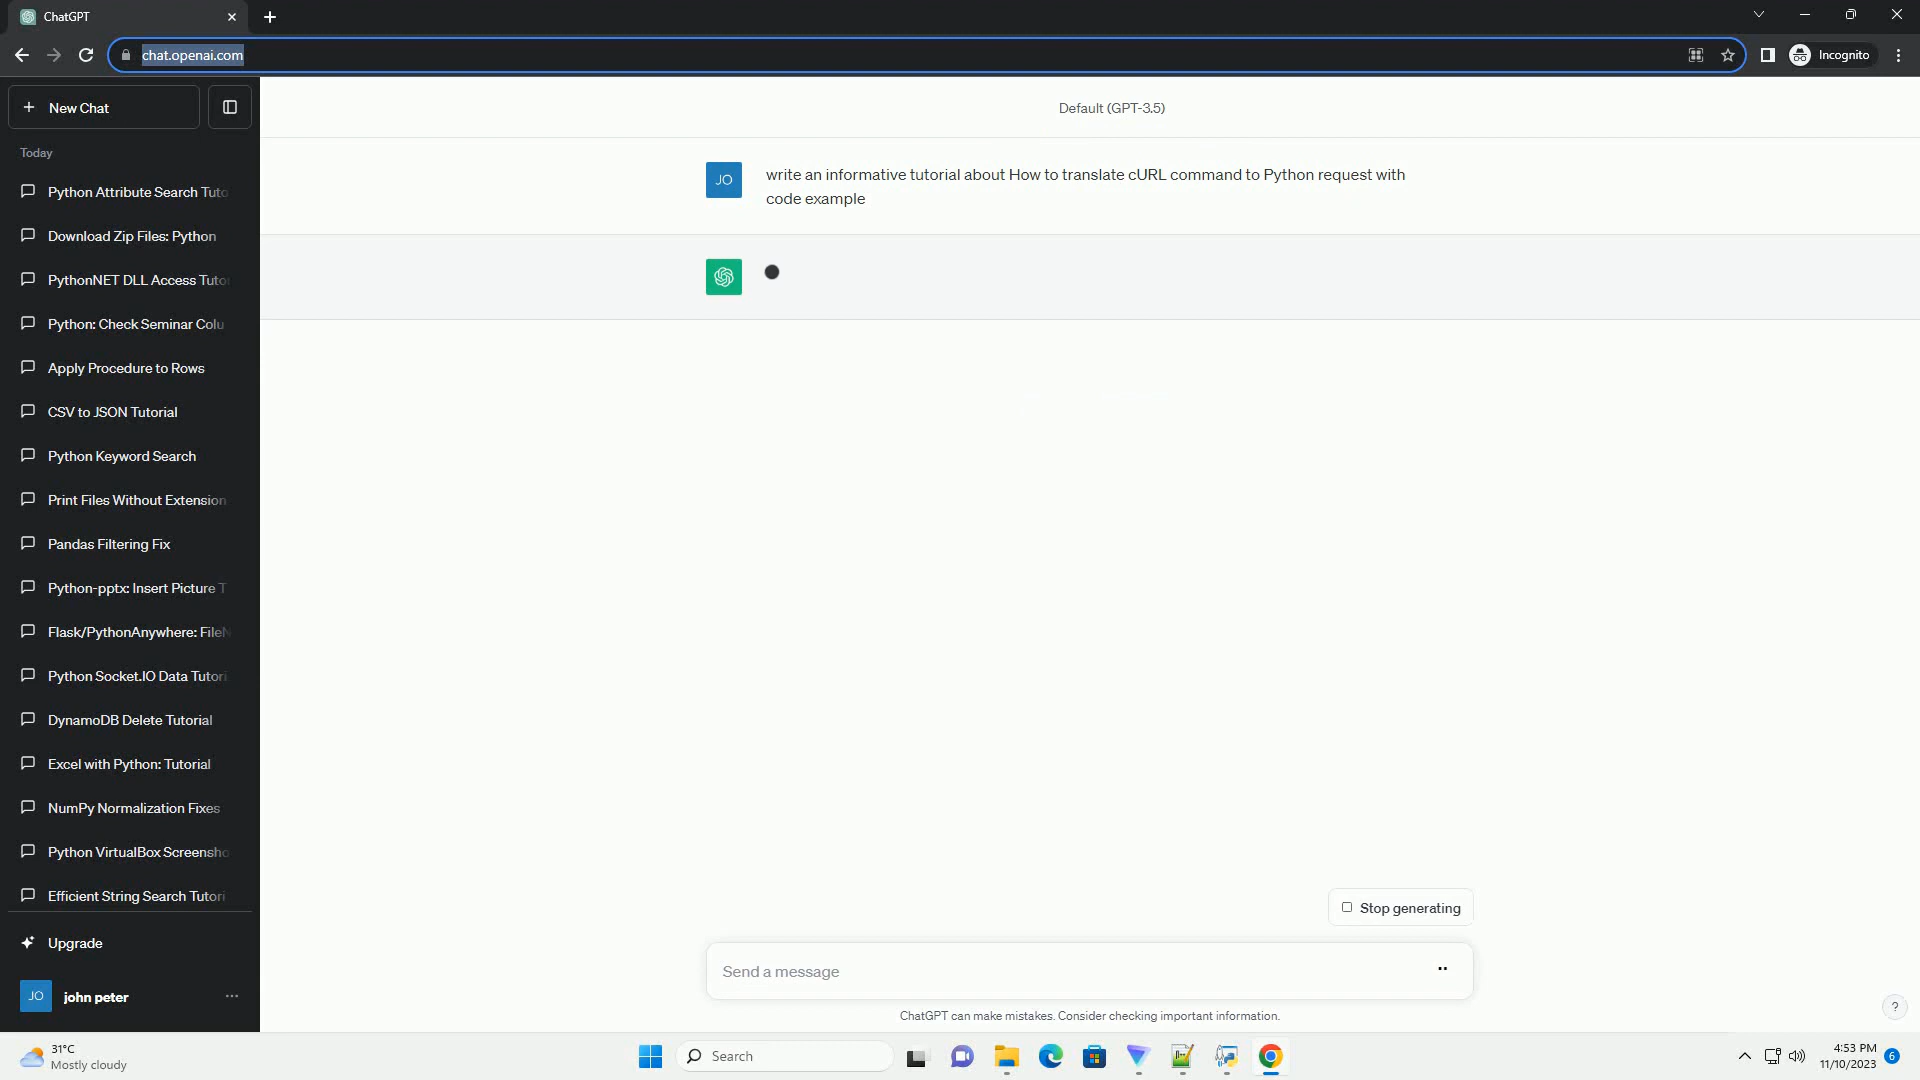 ChatGPT
chat.openai.com
Incognito
New Chat
Default (GPT-3.5)
Today
JO
write an informative tutorial about How to translate cURL command to Python request with
code example
Python Attribute Search Tuto
Download Zip Files: Python
PythonNET DLL Access Tuto
Python: Check Seminar Colu
Apply Procedure to Rows
CSV to JSON Tutorial
Python Keyword Search
Print Files Without Extension
Pandas Filtering Fix
Python-pptx: Insert Picture T
Flask/PythonAnywhere: FileN
Python Socket.IO Data Tutori
DynamoDB Delete Tutorial
Excel with Python: Tutorial
NumPy Normalization Fixes
Python VirtualBox Screensho
Efficient String Search Tutori
Stop generating
Upgrade
Send a message
JO john peter
ChatGPT can make mistakes. Consider checking important information.
?
31°C
Mostly cloudy
Search
4:53 PM
11/10/2023
6